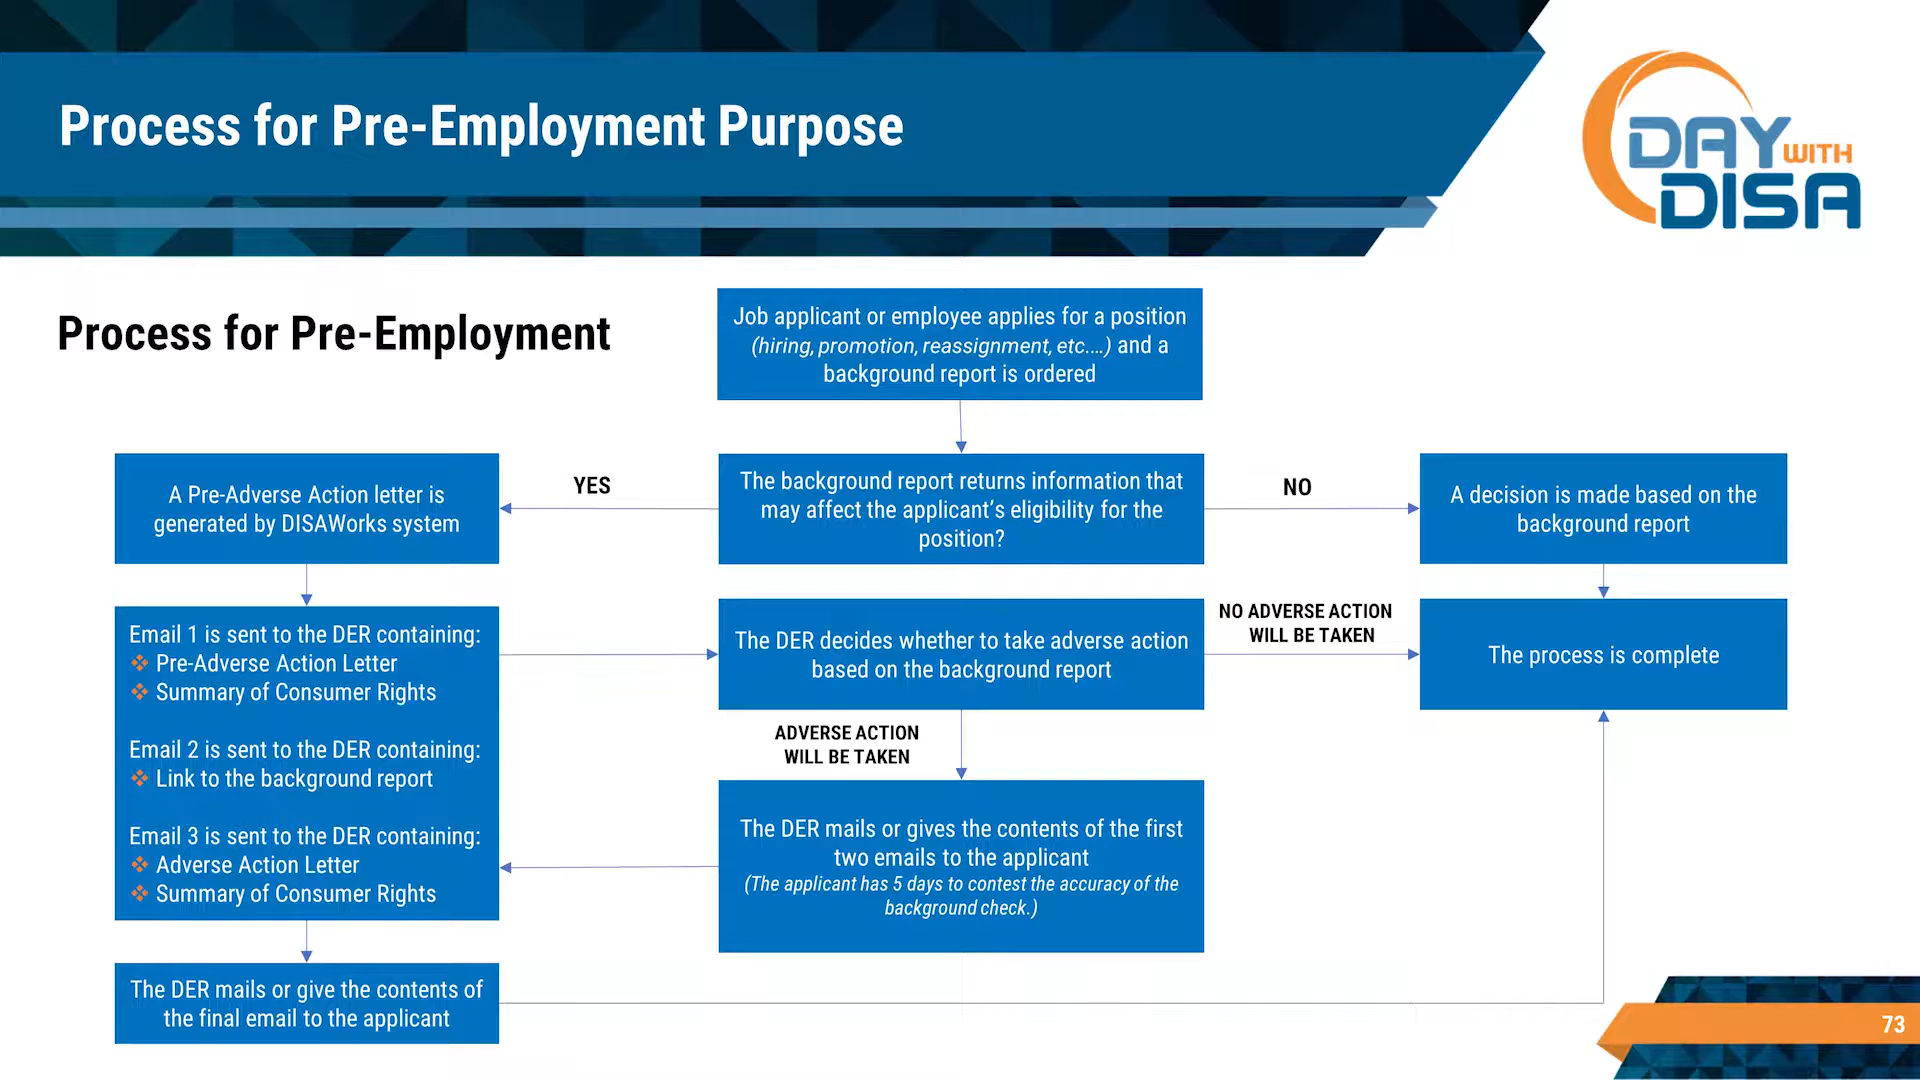 Process for Pre-Employment Purpose
DAY WITH
DISA
Process for Pre-Employment
Job applicant or employee applies for a position
(hiring, promotion, reassignment, etc....) and a
background report is ordered
A Pre-Adverse Action letter is
generated by DISAWorks system
YES
The background report returns information that
may affect the applicant's eligibility for the
position?
NO
A decision is made based on the
background report
Email 1 is sent to the DER containing:
❖ Pre-Adverse Action Letter
❖ Summary of Consumer Rights
Email 2 is sent to the DER containing:
❖ Link to the background report
Email 3 is sent to the DER containing:
❖ Adverse Action Letter
❖ Summary of Consumer Rights
The DER decides whether to take adverse action
based on the background report
NO ADVERSE ACTION
WILL BE TAKEN
The process is complete
ADVERSE ACTION
WILL BE TAKEN
The DER mails or gives the contents of the first
two emails to the applicant
(The applicant has 5 days to contest the accuracy of the
background check.)
The DER mails or give the contents of
the final email to the applicant
73